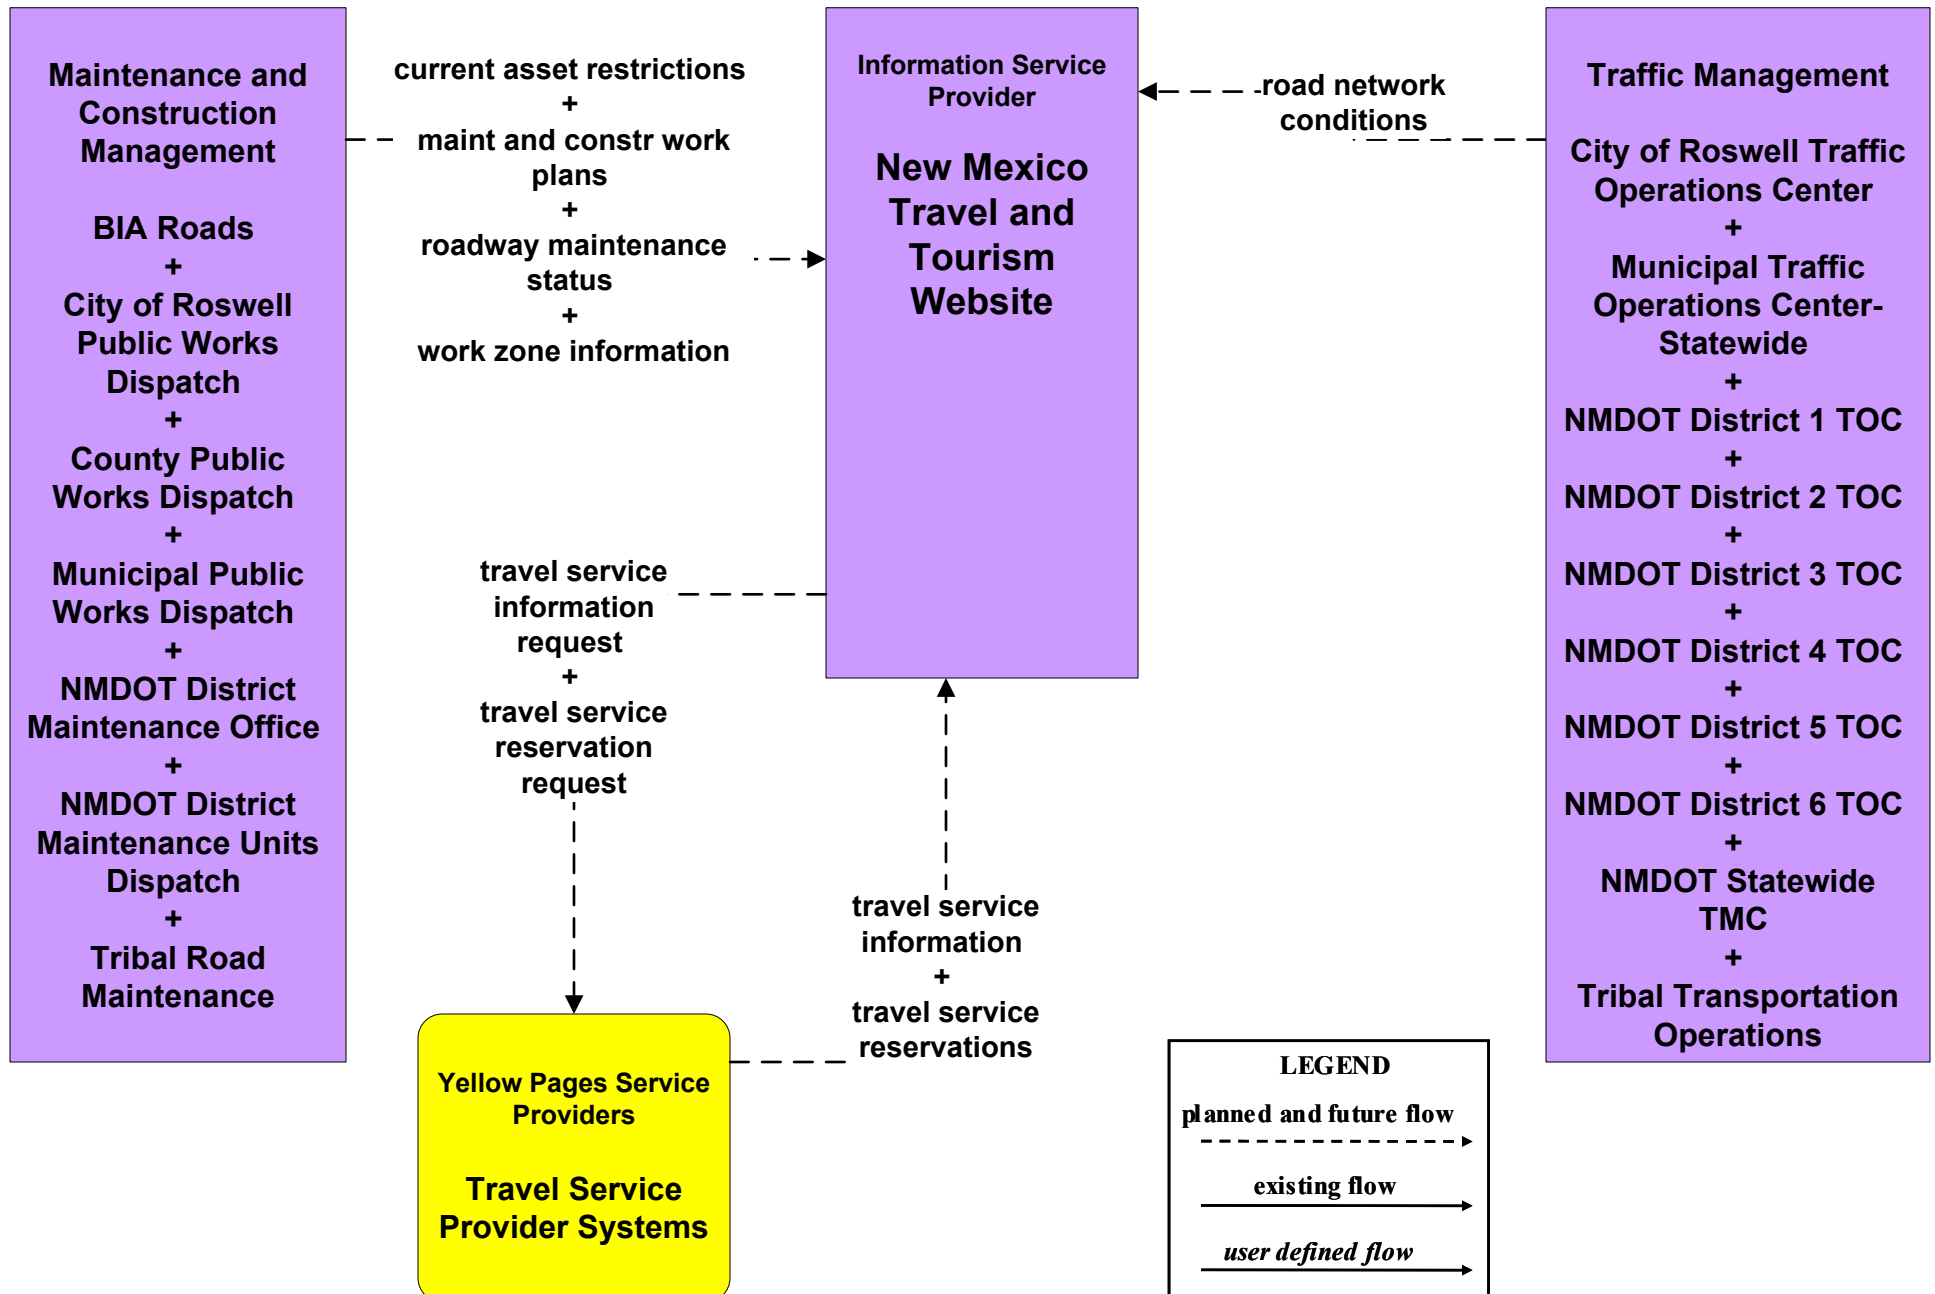 Maintenance and
Construction
Management
BIA Roads
+
City of Roswell
Public Works
Dispatch
+
County Public
Works Dispatch
+
Municipal Public
Works Dispatch
+
NMDOT District
Maintenance Office
+
NMDOT District
Maintenance Units
Dispatch
+
Tribal Road
Maintenance
current asset restrictions
+
maint and constr work
plans
+
roadway maintenance
status
+
work zone information
Information Service
Provider
New Mexico
Travel and
Tourism
Website
road network
conditions
Traffic Management
City of Roswell Traffic
Operations Center
+
Municipal Traffic
Operations Center-
Statewide
+
NMDOT District 1 TOC
+
NMDOT District 2 TOC
+
NMDOT District 3 TOC
+
NMDOT District 4 TOC
+
NMDOT District 5 TOC
+
NMDOT District 6 TOC
+
NMDOT Statewide
TMC
+
Tribal Transportation
Operations
travel service
information
request
+
travel service
reservation
request
travel service
information
+
travel service
reservations
Yellow Pages Service
Providers
Travel Service
Provider Systems
LEGEND
planned and future flow
existing flow
user defined flow